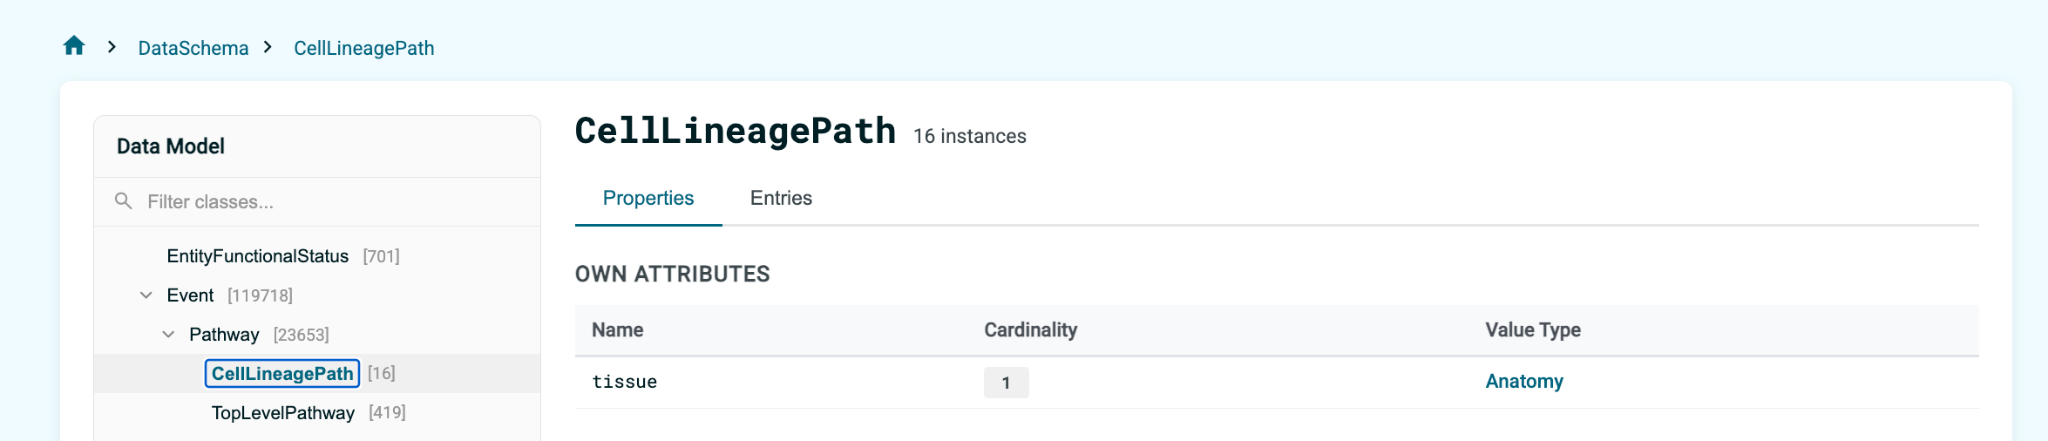 DataSchema CellLineagePath
Data Model
Filter classes...
EntityFunctionalStatus [701]
Event [119718]
Pathway [23653]
CellLineagePath [16]
TopLevelPathway [419]
CellLineagePath 16 instances
Properties Entries
OWN ATTRIBUTES
Name Cardinality Value Type
tissue 1 Anatomy